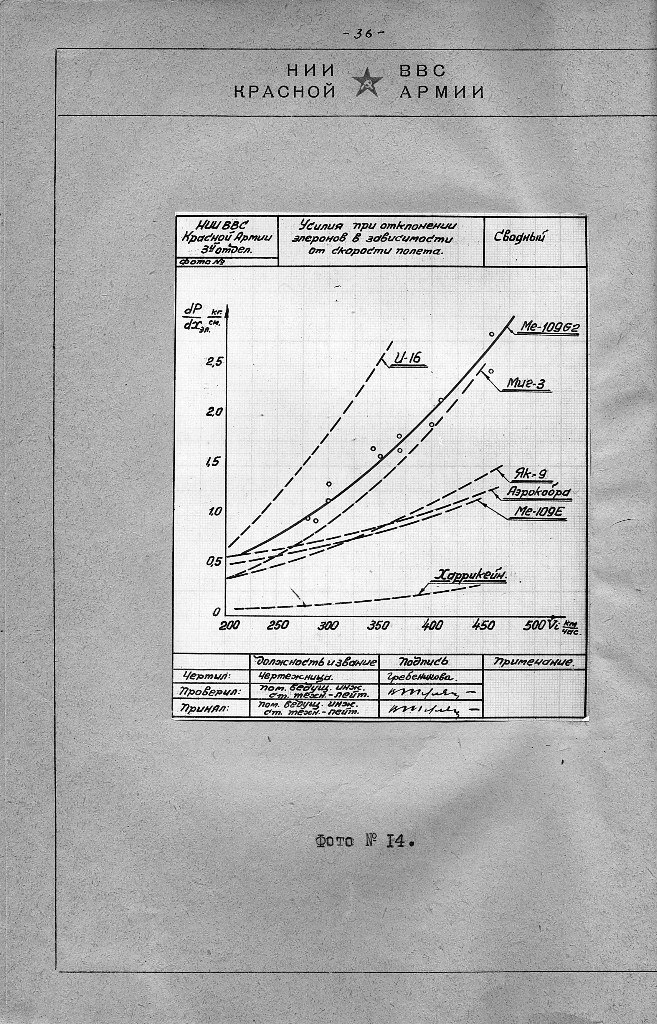 - 36 -
НИИ ВВС
КРАСНОЙ АРМИИ
НИИ ВВС
Красной Армии
3й отдел.
фото №
Усилия при отклонении
элеронов в зависимости
от скорости полета.
Сводный
dP кг.
dXэл. см.
2,5
2,0
1,5
1.0
0,5
0
И-16
Ме-109G2
Миг-3
Як-9
Аэрокобра
Ме-109Е
Харрикейн.
200 250 300 350 400 450 500 Vi км
час
Должность и звание Подпись Примечание.
Чертил: Чертежница. Гребеникова.
Проверил: пом. ведущ. инж.
ст. техн.-лейт.
Принял: пом. ведущ. инж.
ст. техн.-лейт.
Фото № 14.